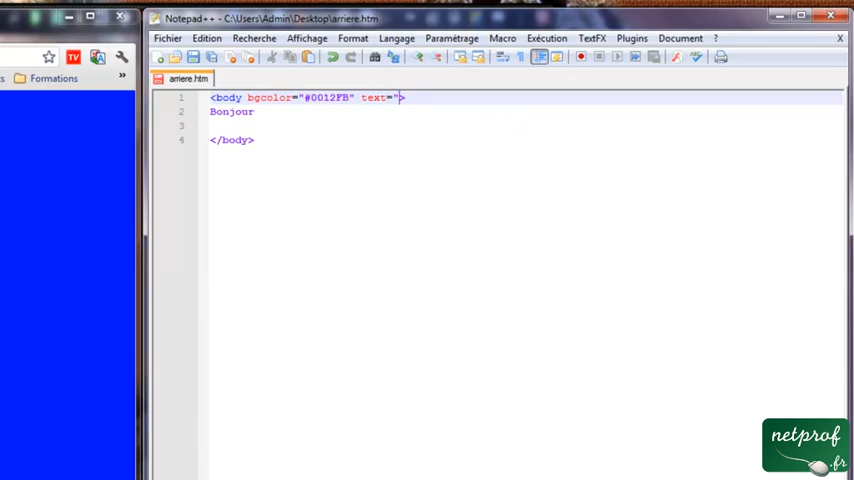 Notepad++ - C:\Users\Admin\Desktop\arriere.htm
Fichier Edition Recherche Affichage Format Langage Paramétrage Macro Exécution TextFX Plugins Document ? X
TV
Formations »
arriere.htm
1 <body bgcolor="#0012FB" text=">
2 Bonjour
3
4 </body>
netprof
.fr